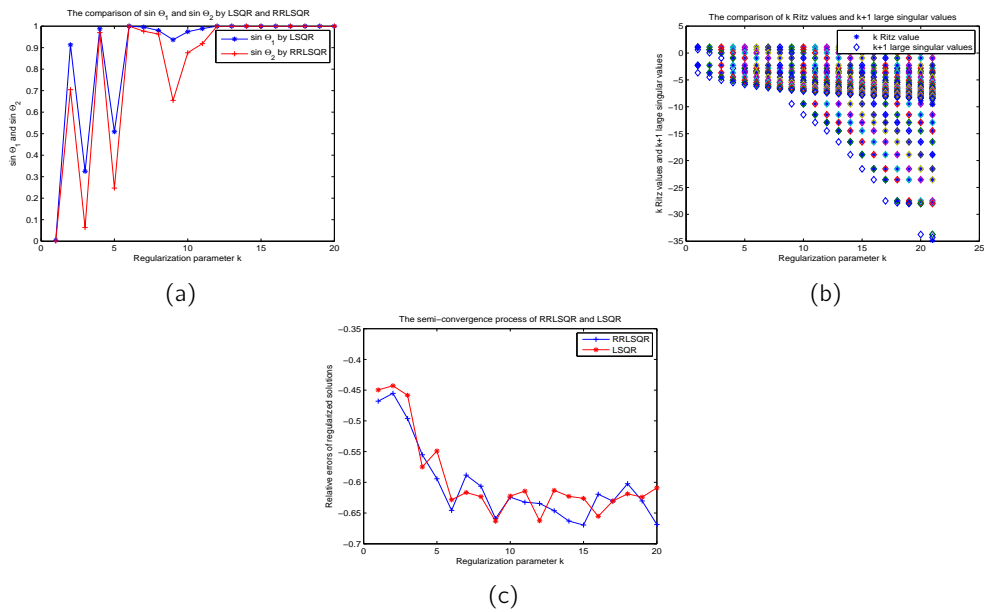 The comparison of sin Θ1 and sin Θ2 by LSQR and RRLSQR
sin Θ1 by LSQR
sin Θ2 by RRLSQR
sin Θ1 and sin Θ2
1
0.9
0.8
0.7
0.6
0.5
0.4
0.3
0.2
0.1
0
0 5 10 15 20
Regularization parameter k
(a)
The comparison of k Ritz values and k+1 large singular values
k Ritz value
k+1 large singular values
k Ritz values and k+1 large singular values
5
0
−5
−10
−15
−20
−25
−30
−35
0 5 10 15 20 25
Regularization parameter k
(b)
The semi−convergence process of RRLSQR and LSQR
RRLSQR
LSQR
Relative errors of regularized solutions
−0.35
−0.4
−0.45
−0.5
−0.55
−0.6
−0.65
−0.7
0 5 10 15 20
Regularization parameter k
(c)